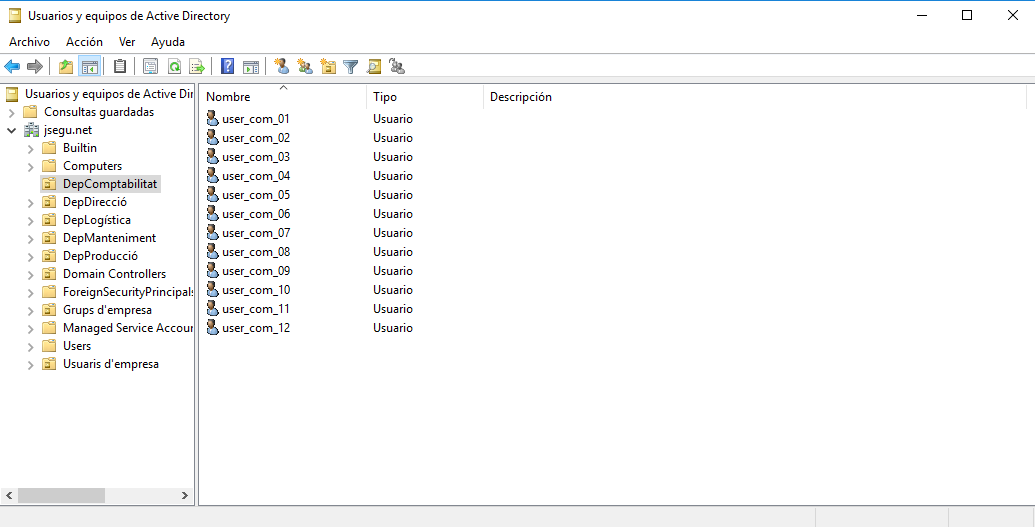 Usuarios y equipos de Active Directory
Archivo Acción Ver Ayuda
Usuarios y equipos de Active Dir
Consultas guardadas
jsegu.net
Builtin
Computers
DepComptabilitat
DepDirecció
DepLogística
DepManteniment
DepProducció
Domain Controllers
ForeignSecurityPrincipals
Grups d'empresa
Managed Service Accour
Users
Usuaris d'empresa
Nombre Tipo Descripción
user_com_01 Usuario
user_com_02 Usuario
user_com_03 Usuario
user_com_04 Usuario
user_com_05 Usuario
user_com_06 Usuario
user_com_07 Usuario
user_com_08 Usuario
user_com_09 Usuario
user_com_10 Usuario
user_com_11 Usuario
user_com_12 Usuario